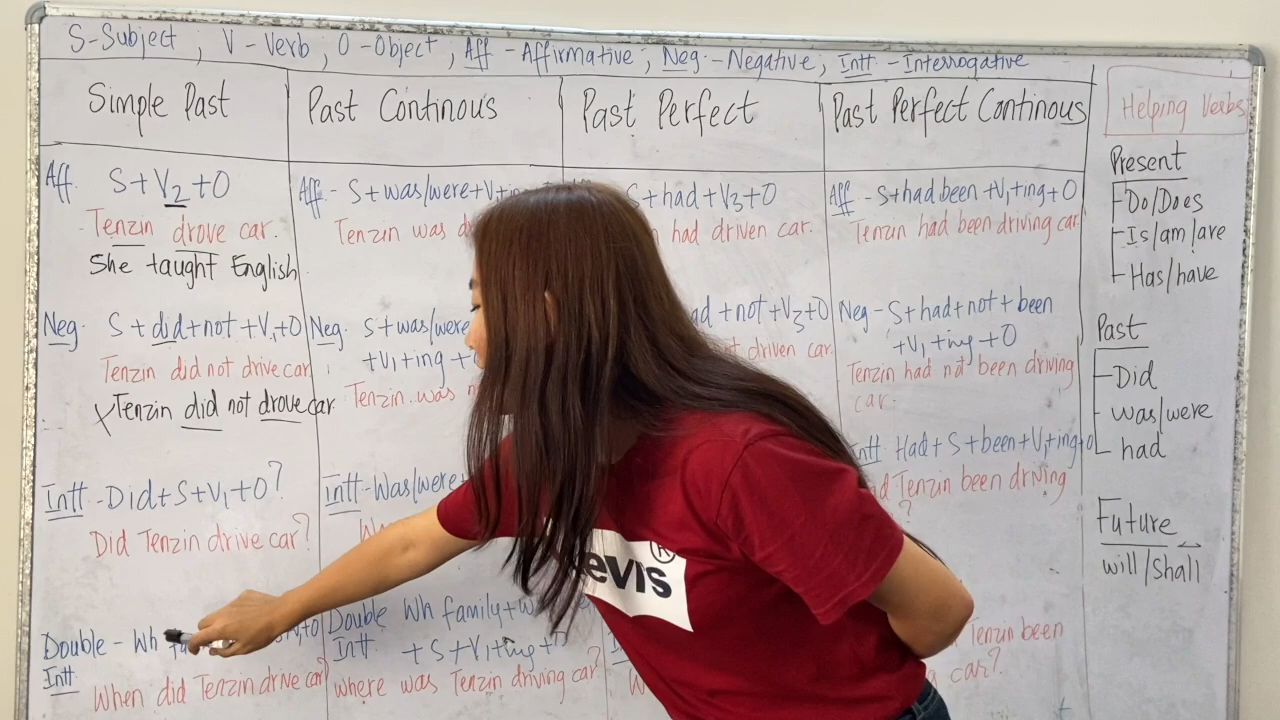 S-Subject, V-Verb, O-Object, Aff-Affirmative, Neg-Negative, Intt-Interrogative
Simple Past
Aff. S+V2+O
Tenzin drove car.
She taught English.
Neg. S+did+not+V1+O
Tenzin did not drive car
X Tenzin did not drove car.
Intt-Did+S+V1+O?
Did Tenzin drive car?
Double-Wh
Intt
When did Tenzin drive car?
Past Continous
Aff-S+was/were+V1+ing
Tenzin was
Neg. S+was/were
+V1+ing+
Tenzin was
Intt-Was/were+
Double Wh family+
Intt. +S+V1+ing+
where was Tenzin driving car?
Past Perfect
S+had+V3+O
had driven car.
+not+V3+O
driven car.
Past Perfect Continous
Aff-S+had been+V1+ing+O
Tenzin had been driving car.
Neg-S+had+not+been
+V1+ing+O
Tenzin had not been driving
car.
Intt Had+S+been+V1+ing+O
Tenzin been driving
?
Tenzin been
car?
Helping Verbs
Present
Do/Does
Is/am/are
Has/have
Past
Did
was/were
had
Future
will/shall
evis
®